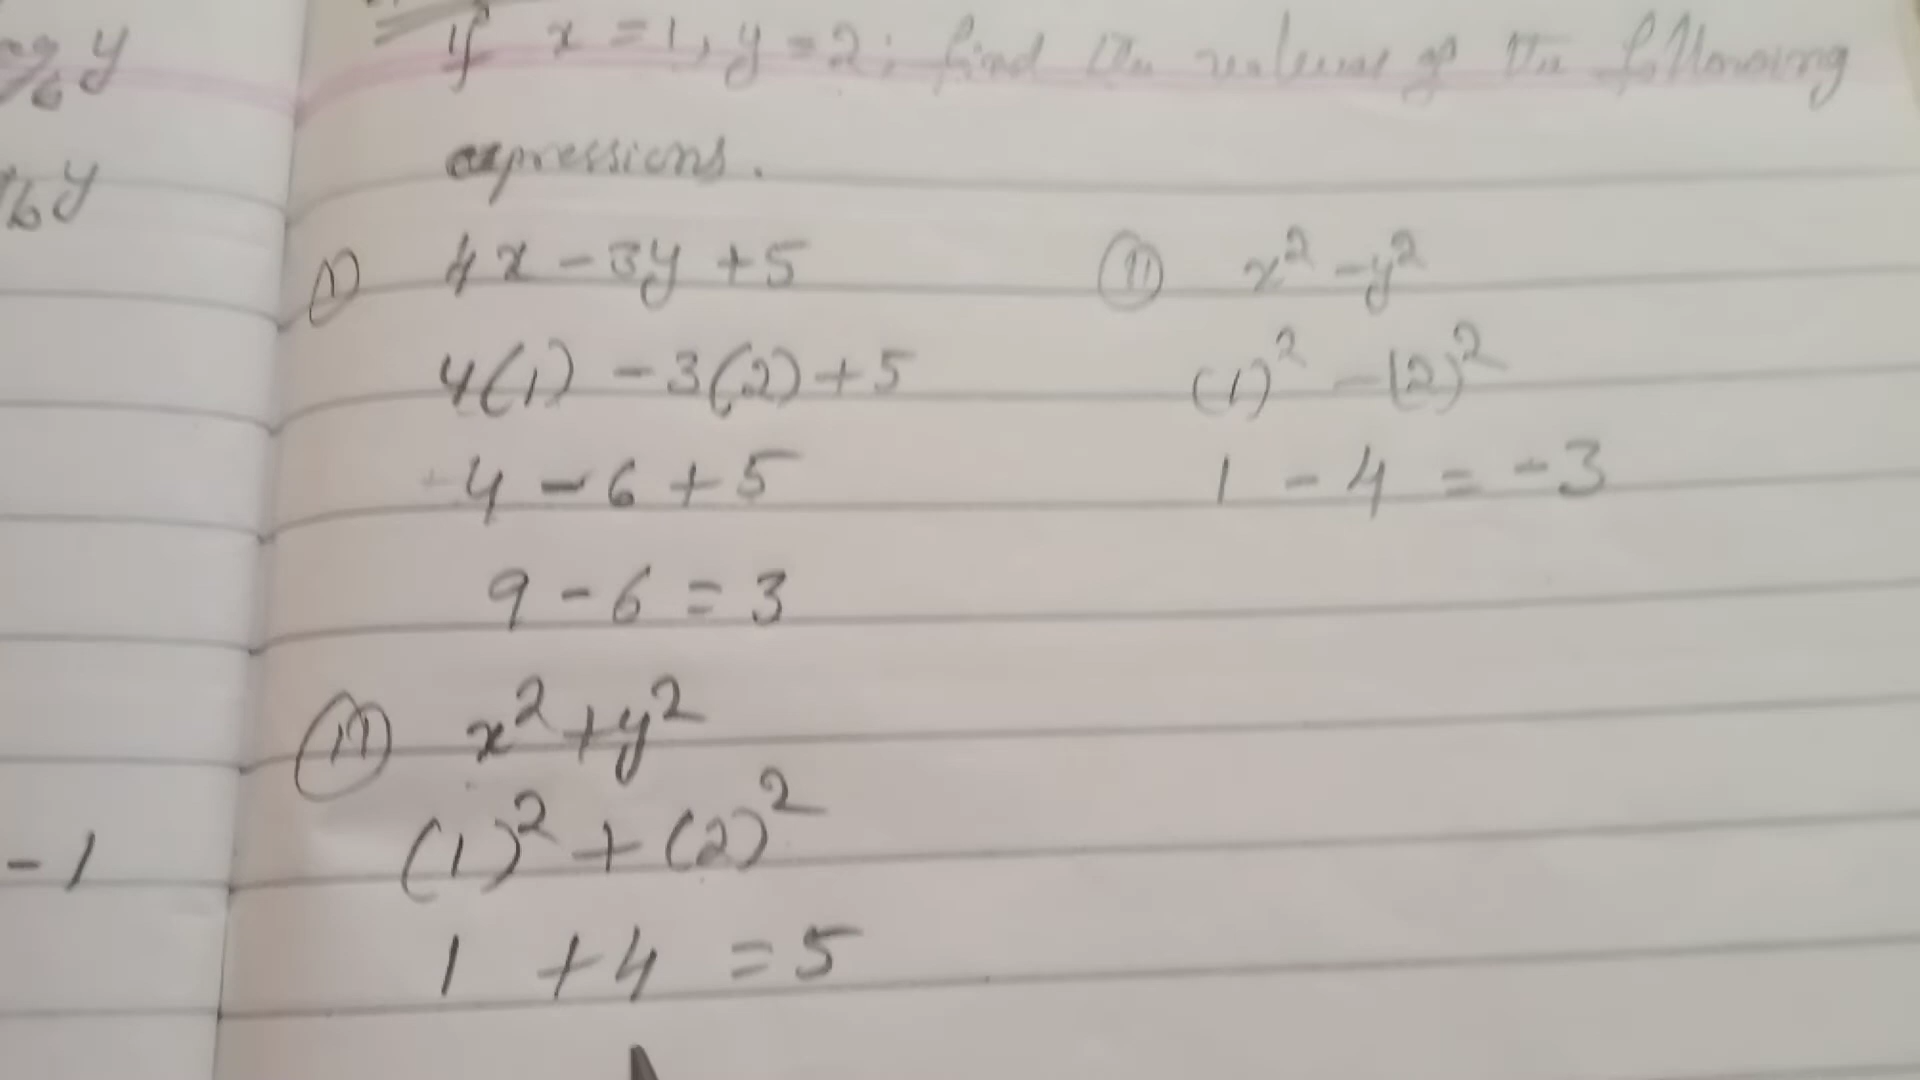 y
6y
If x = 1, y = 2; find the values of the following
expressions.
(i) 4x - 3y + 5
4(1) - 3(2) + 5
4 - 6 + 5
9 - 6 = 3
(ii) x² - y²
(1)² - (2)²
1 - 4 = -3
(iii) x² + y²
(1)² + (2)²
1 + 4 = 5
-1